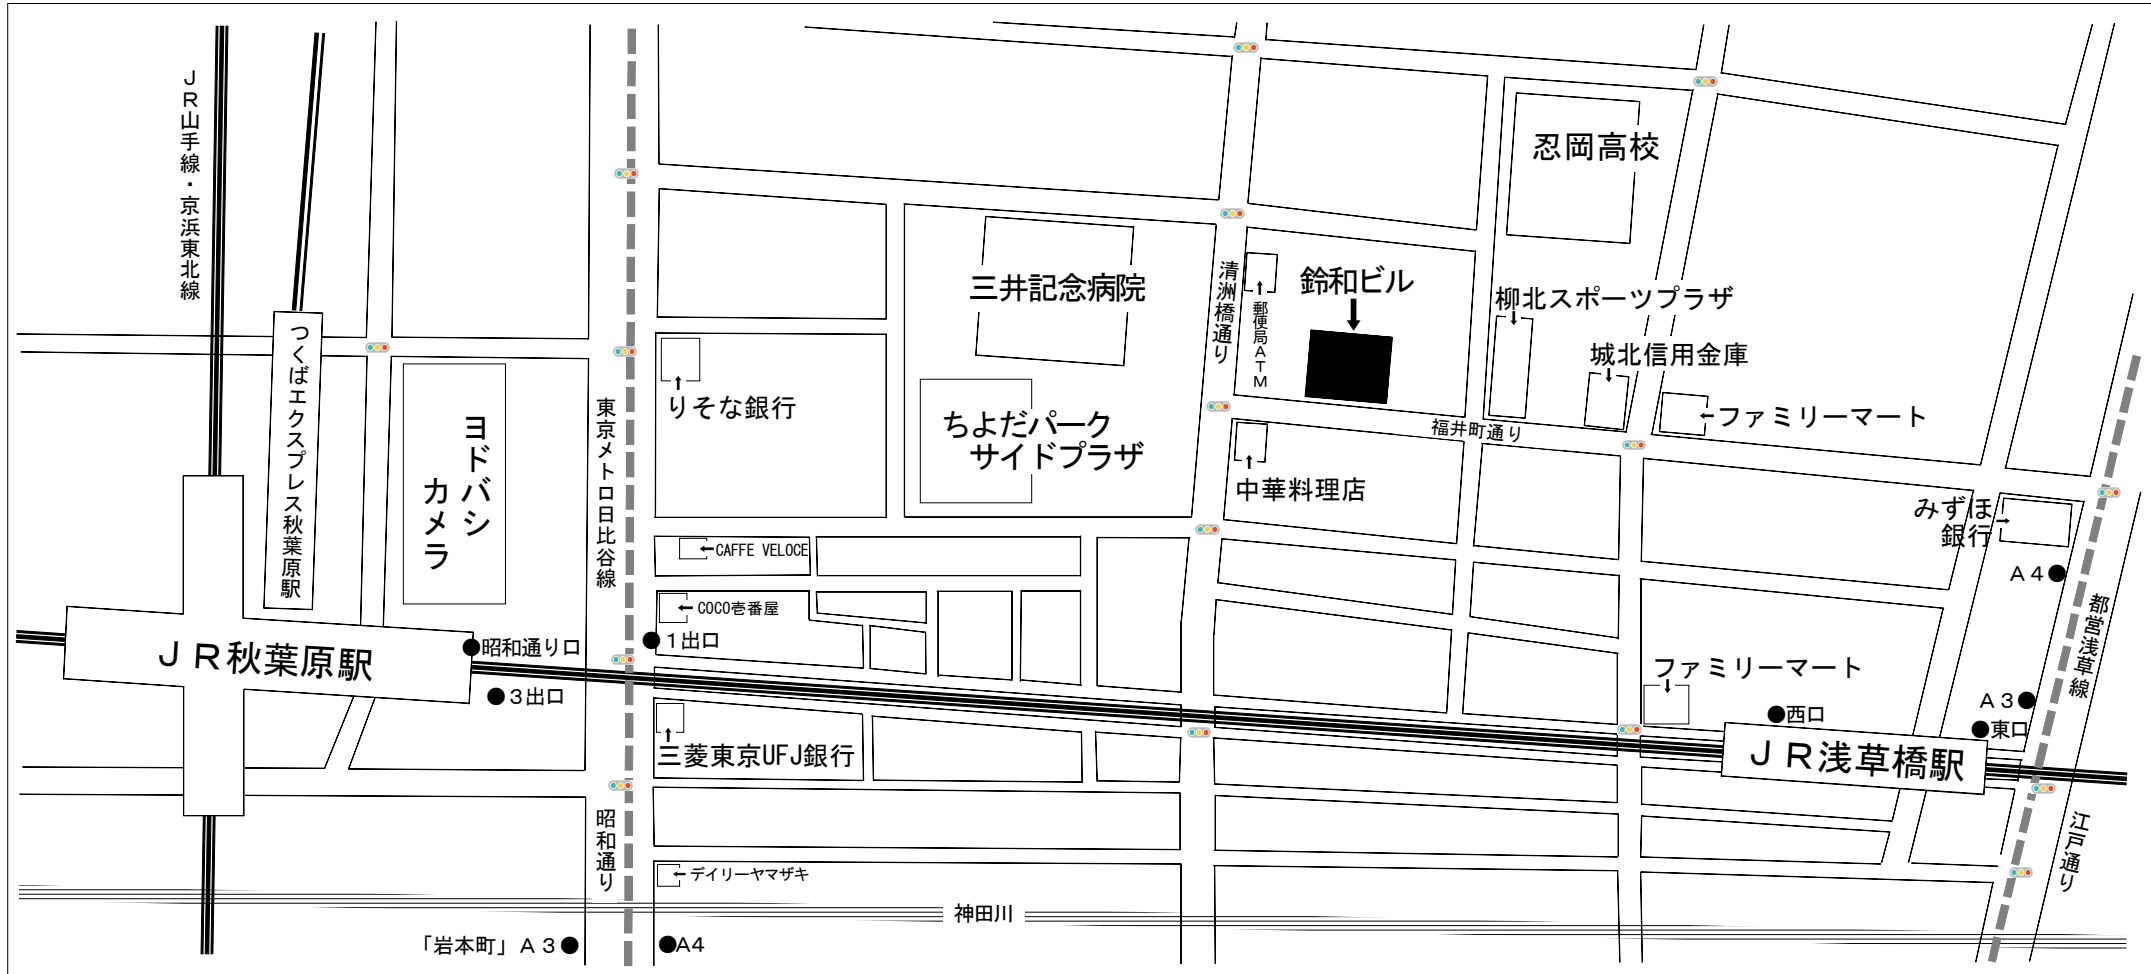 JR山手線・京浜東北線
忍岡高校
三井記念病院
清洲橋通り
郵便局ATM
鈴和ビル
柳北スポーツプラザ
城北信用金庫
ファミリーマート
つくばエクスプレス秋葉原駅
ヨドバシ
カメラ
東京メトロ日比谷線
りそな銀行
ちよだパーク
サイドプラザ
福井町通り
中華料理店
みずほ
銀行
CAFFE VELOCE
A4
COCO壱番屋
都営浅草線
JR秋葉原駅
昭和通り口
1出口
3出口
ファミリーマート
A3
西口
東口
三菱東京UFJ銀行
JR浅草橋駅
昭和通り
江戸通り
デイリーヤマザキ
神田川
「岩本町」A3
A4